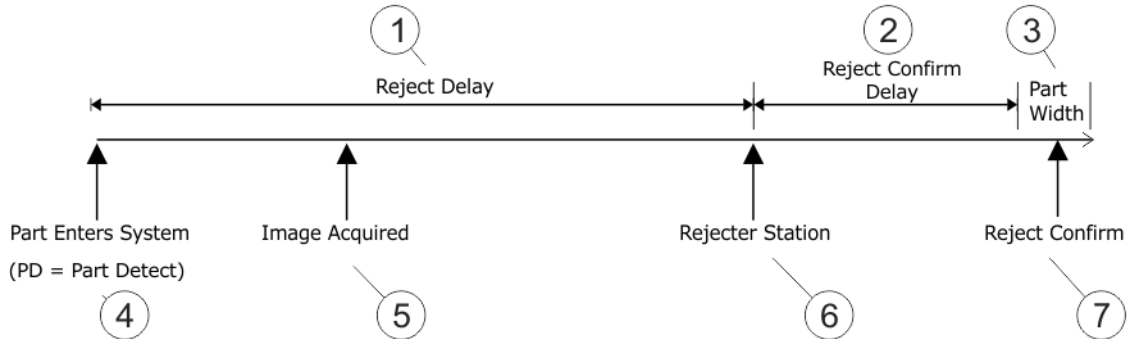 1
2
3
Reject Delay
Reject Confirm
Delay
Part
Width
Part Enters System
(PD = Part Detect)
Image Acquired
Rejecter Station
Reject Confirm
4
5
6
7